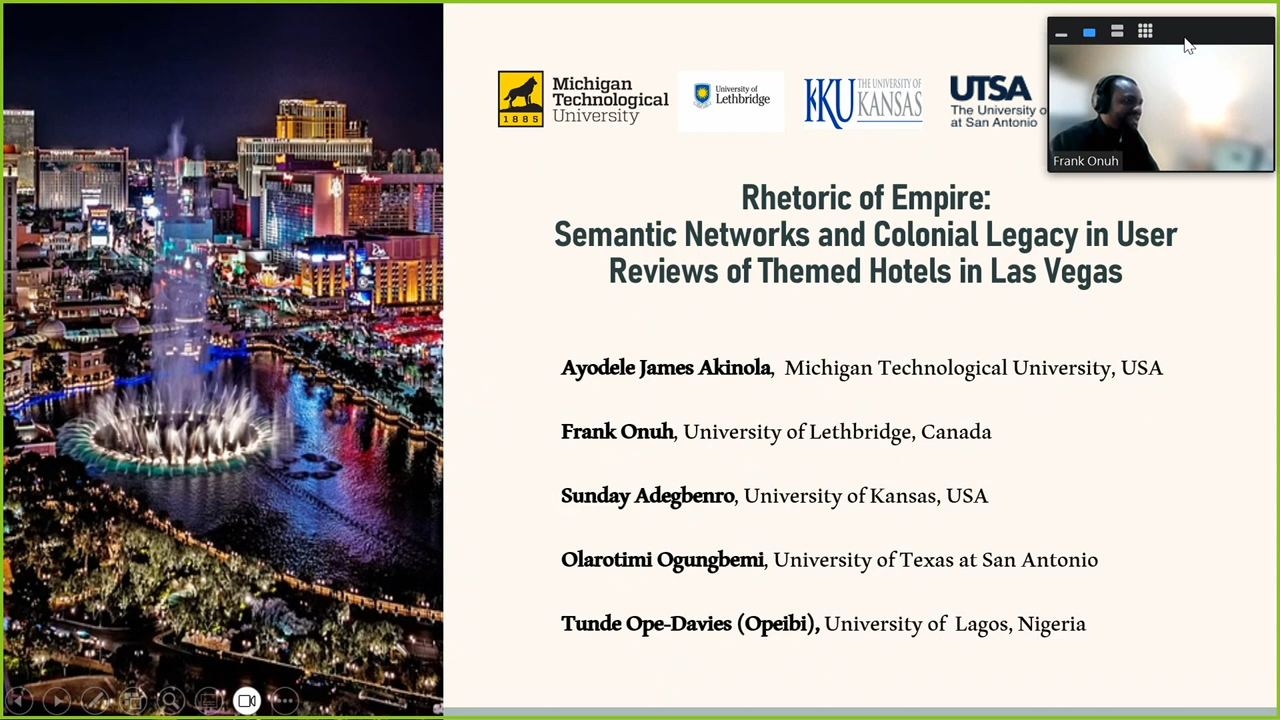 Michigan
Technological
University
1885
University of
Lethbridge
KU
THE UNIVERSITY OF
KANSAS
UTSA
The University o
at San Antonio
Frank Onuh
Rhetoric of Empire:
Semantic Networks and Colonial Legacy in User
Reviews of Themed Hotels in Las Vegas
Ayodele James Akinola, Michigan Technological University, USA
Frank Onuh, University of Lethbridge, Canada
Sunday Adegbenro, University of Kansas, USA
Olarotimi Ogungbemi, University of Texas at San Antonio
Tunde Ope-Davies (Opeibi), University of Lagos, Nigeria